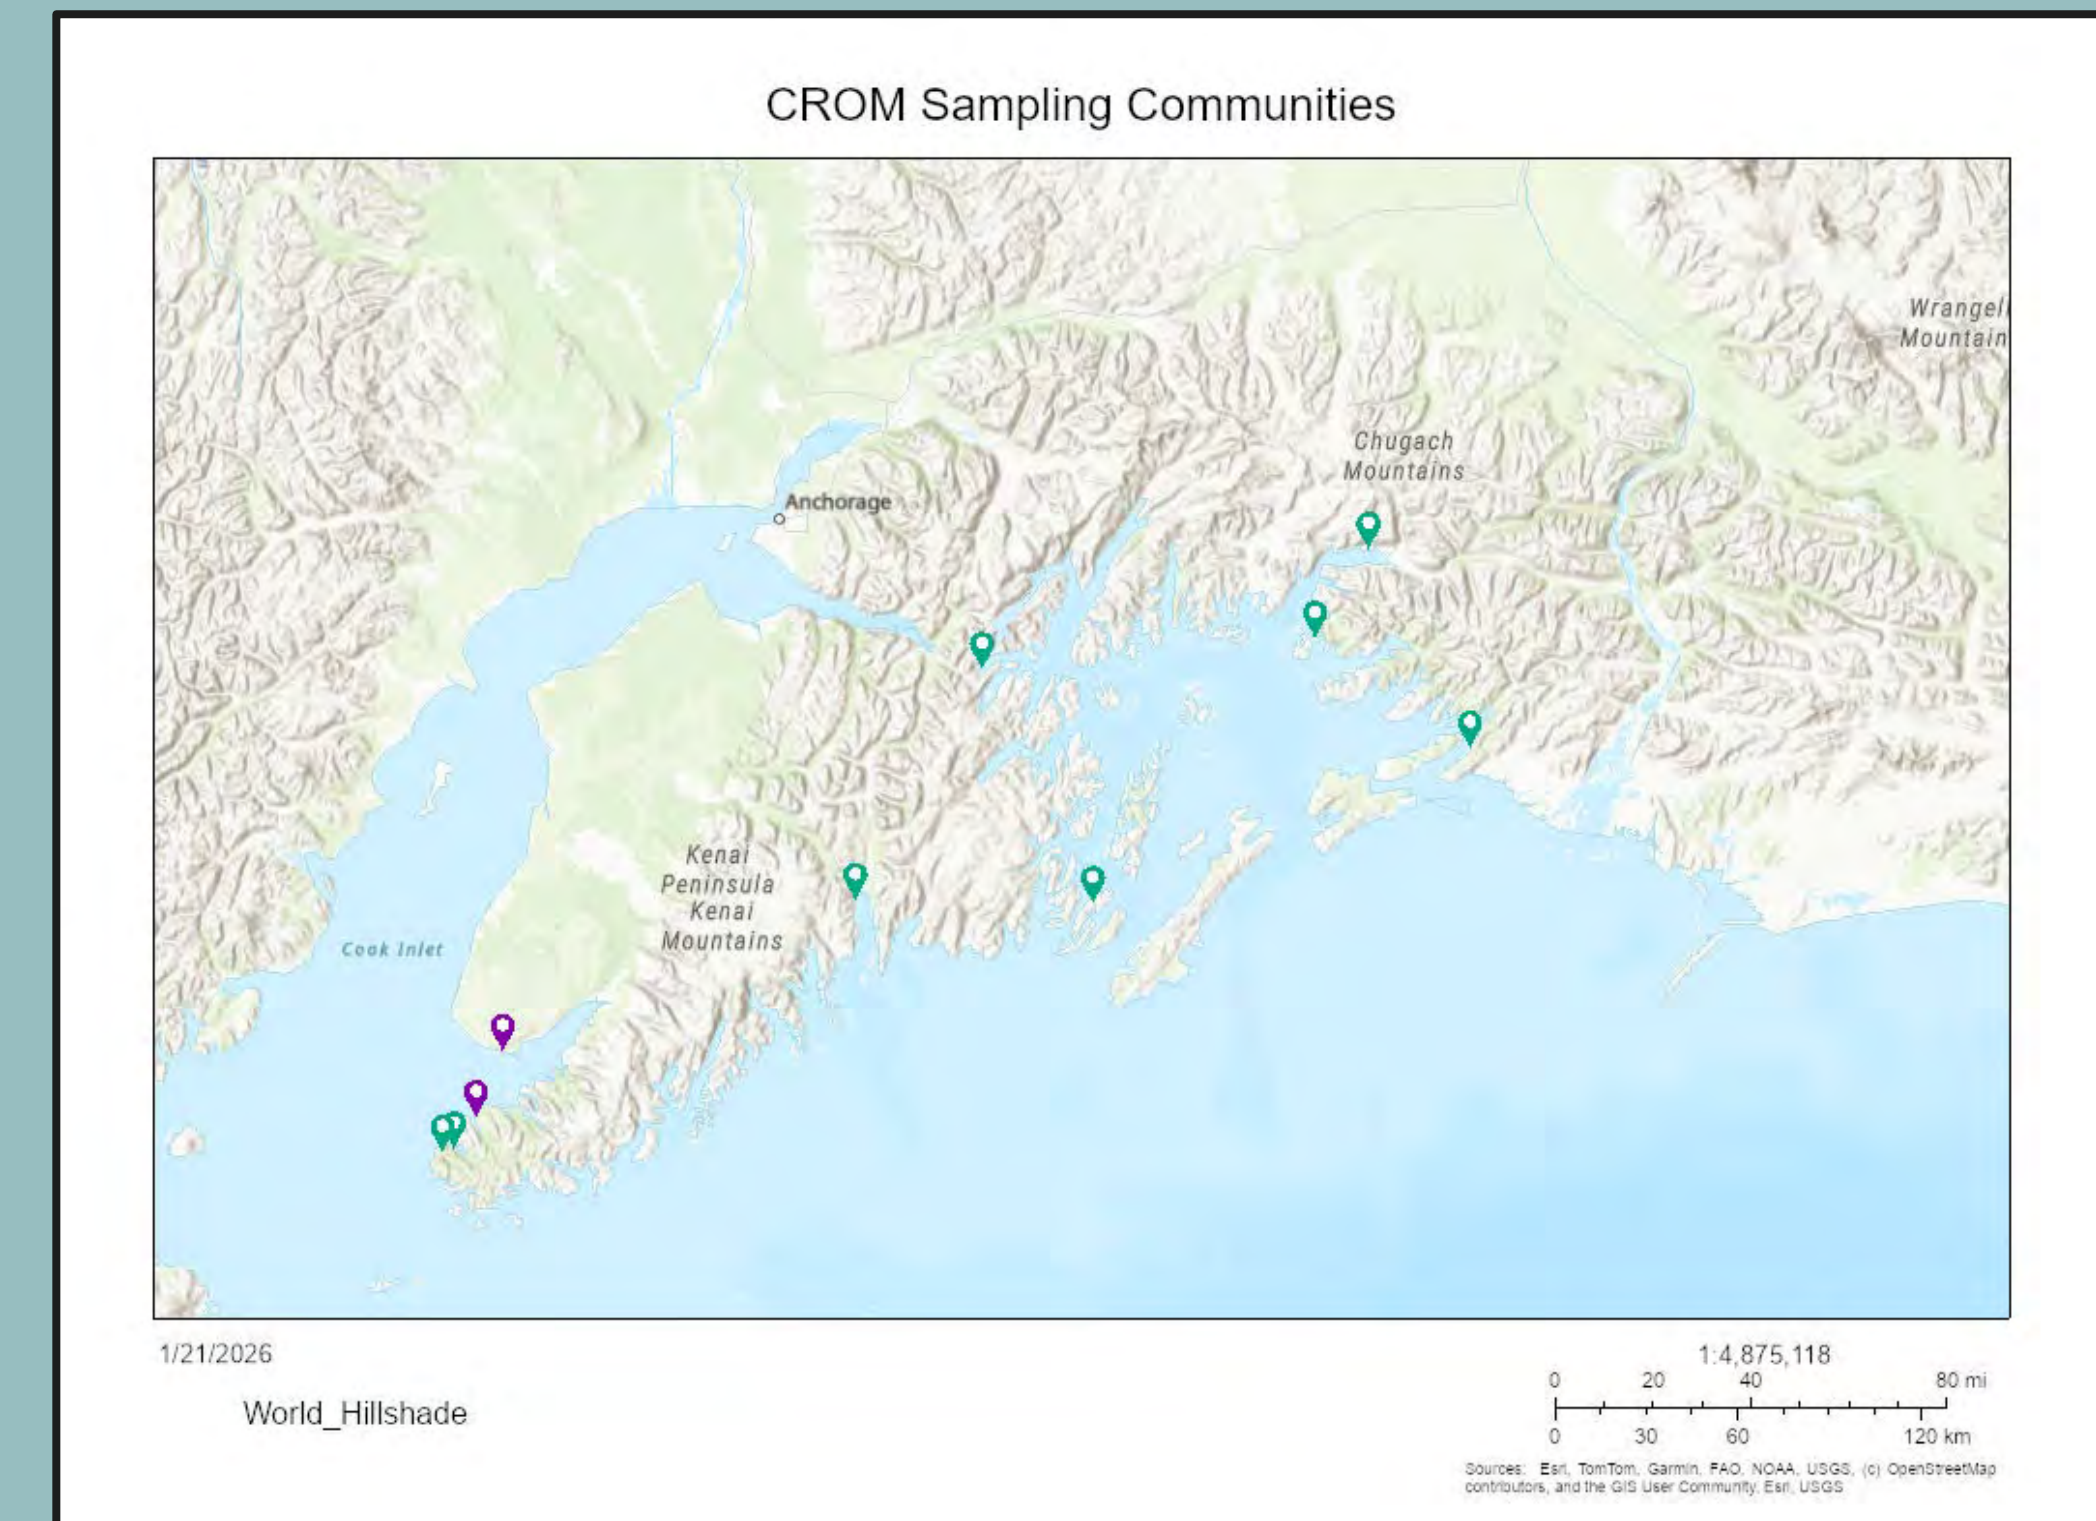 CROM Sampling Communities
Wrangell
Mountain
Chugach
Mountains
Anchorage
Kenai
Peninsula
Kenai
Mountains
Cook Inlet
1/21/2026
1:4,875,118
0 20 40 80 mi
0 30 60 120 km
World_Hillshade
Sources: Esri, TomTom, Garmin, FAO, NOAA, USGS, (c) OpenStreetMap
contributors, and the GIS User Community, Esri, USGS